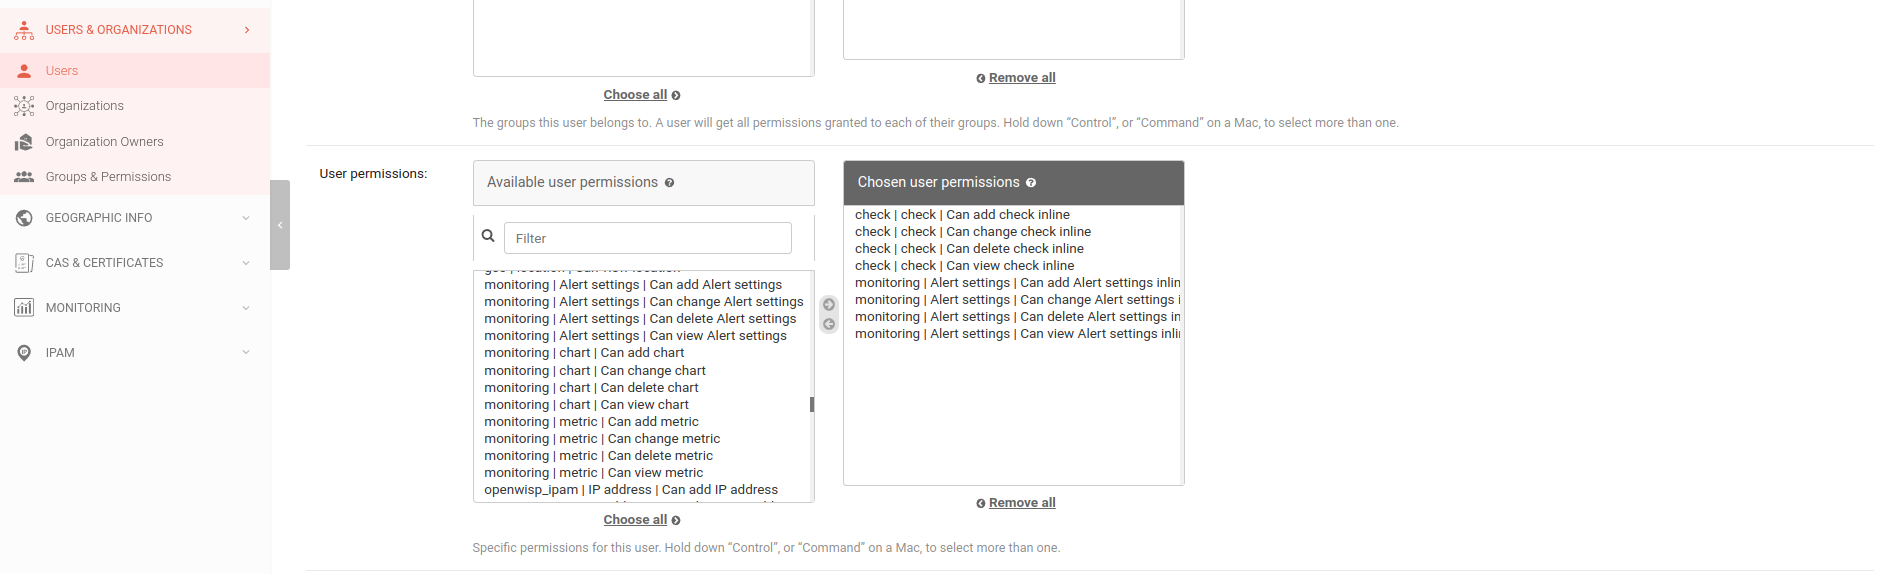 USERS & ORGANIZATIONS
Users
Organizations
Organization Owners
Groups & Permissions
GEOGRAPHIC INFO
CAS & CERTIFICATES
MONITORING
IPAM
Choose all
Remove all
The groups this user belongs to. A user will get all permissions granted to each of their groups. Hold down “Control”, or “Command” on a Mac, to select more than one.
User permissions:
Available user permissions
Filter
monitoring | Alert settings | Can add Alert settings
monitoring | Alert settings | Can change Alert settings
monitoring | Alert settings | Can delete Alert settings
monitoring | Alert settings | Can view Alert settings
monitoring | chart | Can add chart
monitoring | chart | Can change chart
monitoring | chart | Can delete chart
monitoring | chart | Can view chart
monitoring | metric | Can add metric
monitoring | metric | Can change metric
monitoring | metric | Can delete metric
monitoring | metric | Can view metric
openwisp_ipam | IP address | Can add IP address
Choose all
Chosen user permissions
check | check | Can add check inline
check | check | Can change check inline
check | check | Can delete check inline
check | check | Can view check inline
monitoring | Alert settings | Can add Alert settings inlin
monitoring | Alert settings | Can change Alert settings i
monitoring | Alert settings | Can delete Alert settings in
monitoring | Alert settings | Can view Alert settings inli
Remove all
Specific permissions for this user. Hold down “Control”, or “Command” on a Mac, to select more than one.